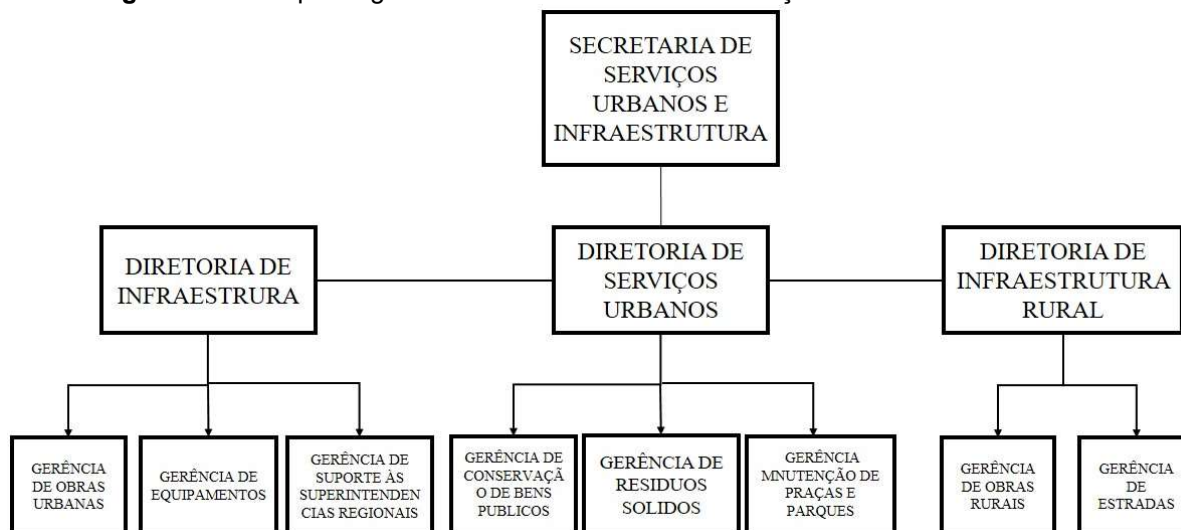 SECRETARIA DE
SERVIÇOS
URBANOS E
INFRAESTRUTURA
DIRETORIA DE
INFRAESTRURA
DIRETORIA DE
SERVIÇOS
URBANOS
DIRETORIA DE
INFRAESTRUTURA
RURAL
GERÊNCIA
DE OBRAS
URBANAS
GERÊNCIA DE
EQUIPAMENTOS
GERÊNCIA DE
SUPORTE ÀS
SUPERINTENDEN
CIAS REGIONAIS
GERÊNCIA DE
CONSERVAÇÃ
O DE BENS
PUBLICOS
GERÊNCIA DE
RESIDUOS
SOLIDOS
GERÊNCIA
MNUTENÇÃO DE
PRAÇAS E
PARQUES
GERÊNCIA
DE OBRAS
RURAIS
GERÊNCIA
DE
ESTRADAS